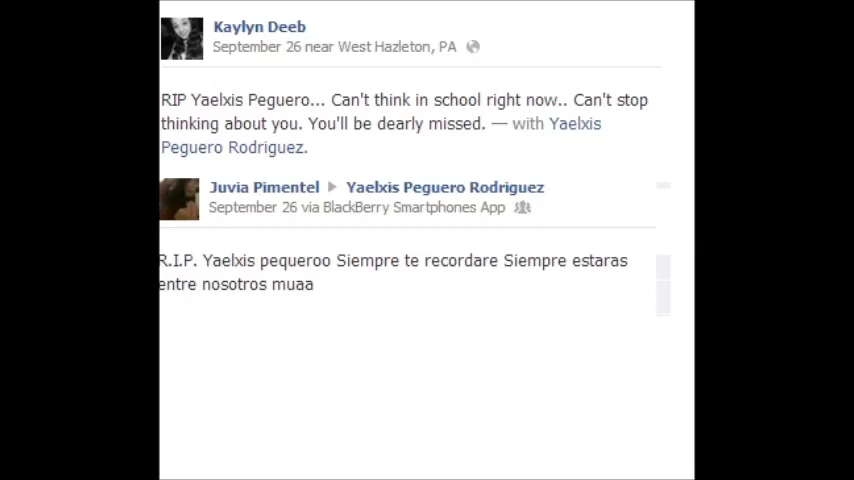 Kaylyn Deeb
September 26 near West Hazleton, PA
RIP Yaelxis Peguero... Can't think in school right now.. Can't stop
thinking about you. You'll be dearly missed. — with Yaelxis
Peguero Rodriguez.
Juvia Pimentel ▶ Yaelxis Peguero Rodriguez
September 26 via BlackBerry Smartphones App
R.I.P. Yaelxis pequeroo Siempre te recordare Siempre estaras
entre nosotros muaa